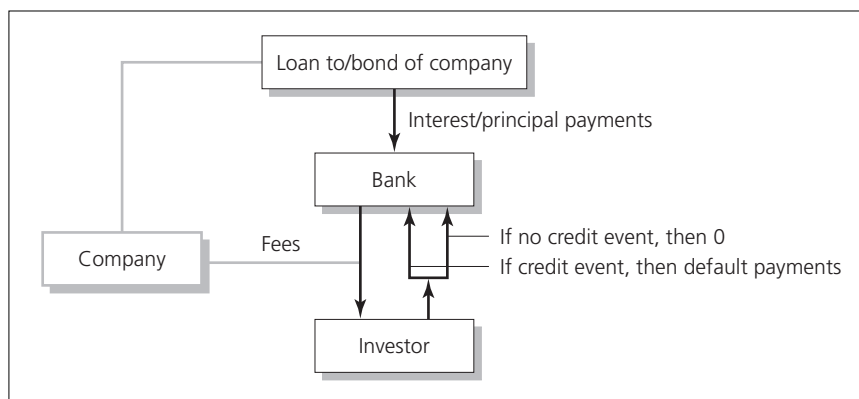 Loan to/bond of company
Interest/principal payments
Bank
If no credit event, then 0
Fees
Company
If credit event, then default payments
Investor